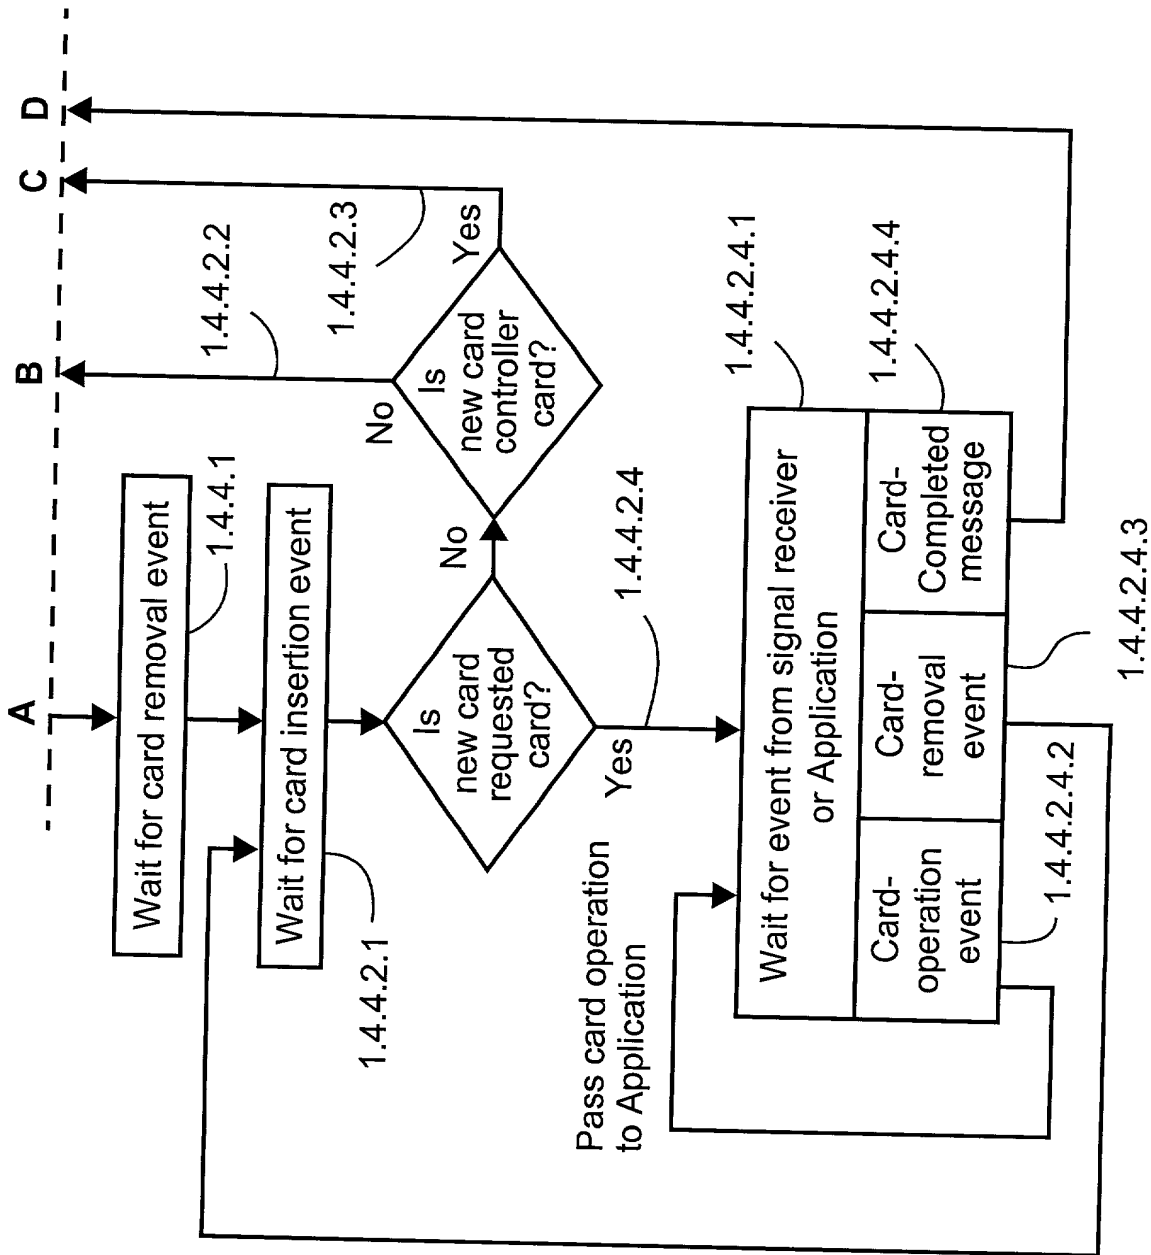 A
B
C
D
Wait for card removal event
1.4.4.1
Wait for card insertion event
1.4.4.2.1
Is
new card
requested
card?
No
Yes
1.4.4.2.4
Is
new card
controller
card?
No
1.4.4.2.2
Yes
1.4.4.2.3
Pass card operation
to Application
Wait for event from signal receiver
or Application
1.4.4.2.4.1
Card-
operation
event
1.4.4.2.4.2
Card-
removal
event
1.4.4.2.4.3
Card-
Completed
message
1.4.4.2.4.4